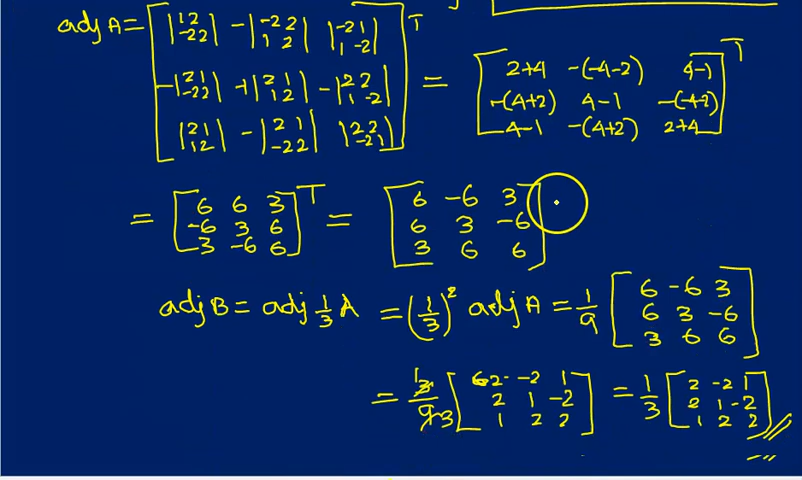 adj A = [ |1 2 -2 2| -|-2 2 1 2| |-2 1 1 -2| ]T
-|2 1 -2 2| +|2 1 1 2| -|2 2 1 -2| = [ 2+4 -(-4-2) 4-1 ]T
-(4+2) 4-1 -(-4-2)
|2 1 1 2| -|2 1 -2 2| |2 2 -2 1| 4-1 -(4+2) 2+4
= [ 6 6 3 ]T = [ 6 -6 3 ]
-6 3 6 6 3 -6
3 -6 6 3 6 6
adj B = adj 1/3 A = (1/3)² adj A = 1/9 [ 6 -6 3 ]
6 3 -6
3 6 6
= 3/9 [ 2 -2 1 ] = 1/3 [ 2 -2 1 ]
2 1 -2 2 1 -2
1 2 2 1 2 2